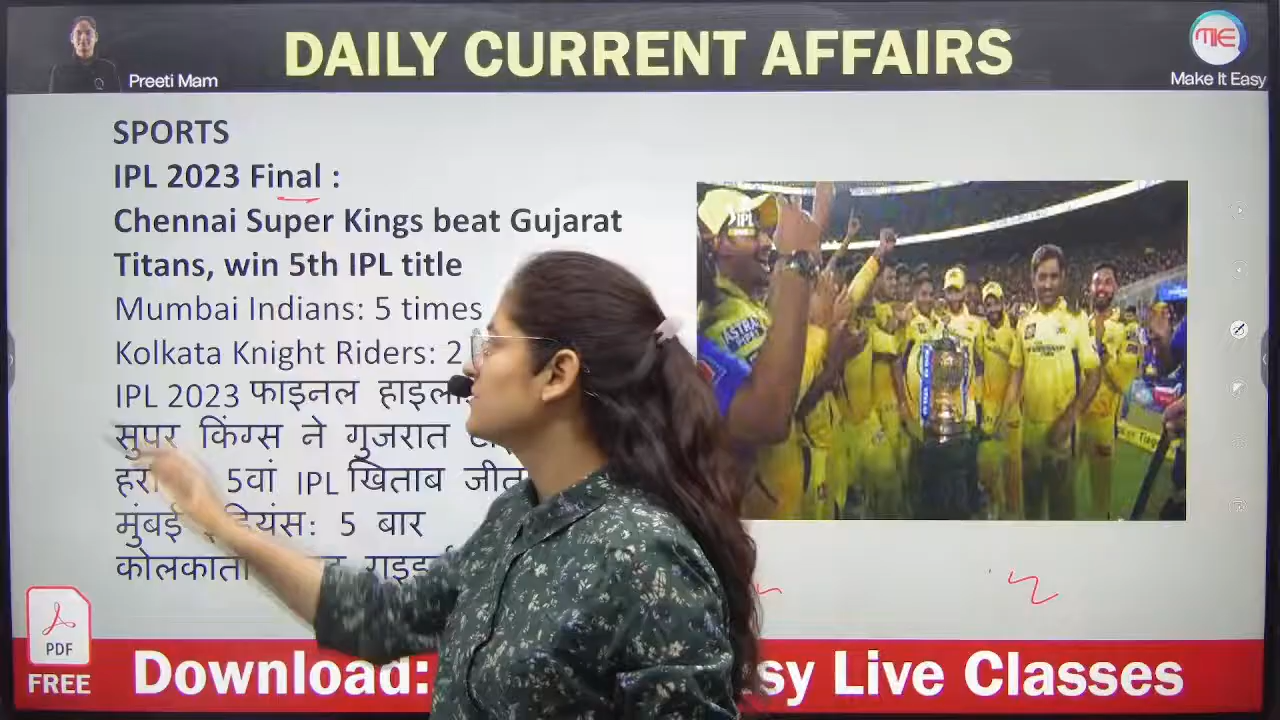 DAILY CURRENT AFFAIRS
Preeti Mam
Make It Easy
SPORTS
IPL 2023 Final :
Chennai Super Kings beat Gujarat
Titans, win 5th IPL title
Mumbai Indians: 5 times
Kolkata Knight Riders: 2
IPL 2023 फाइनल
सुपर किंग्स ने गुजरात
5वां IPL खिताब
मुंबई 5 बार
कोलकाता
IPL
PDF
FREE
Download:
Live Classes